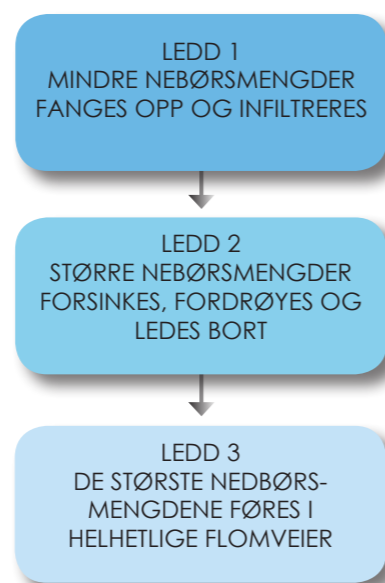 LEDD 1
MINDRE NEBØRSMENGDER
FANGES OPP OG INFILTRERES
LEDD 2
STØRRE NEBØRSMENGDER
FORSINKES, FORDRØYES OG
LEDES BORT
LEDD 3
DE STØRSTE NEDBØRS-
MENGDENE FØRES I
HELHETLIGE FLOMVEIER